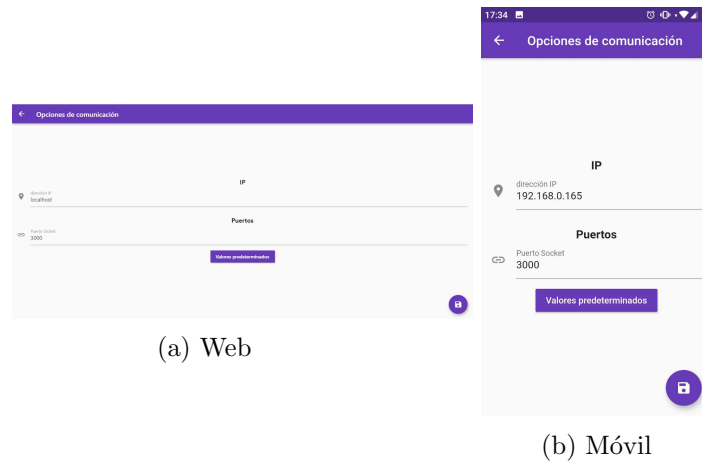 Opciones de comunicación
IP
dirección IP
localhost
Puertos
Puerto Socket
3000
Valores predeterminados
(a) Web
17:34
Opciones de comunicación
IP
dirección IP
192.168.0.165
Puertos
Puerto Socket
3000
Valores predeterminados
(b) Móvil